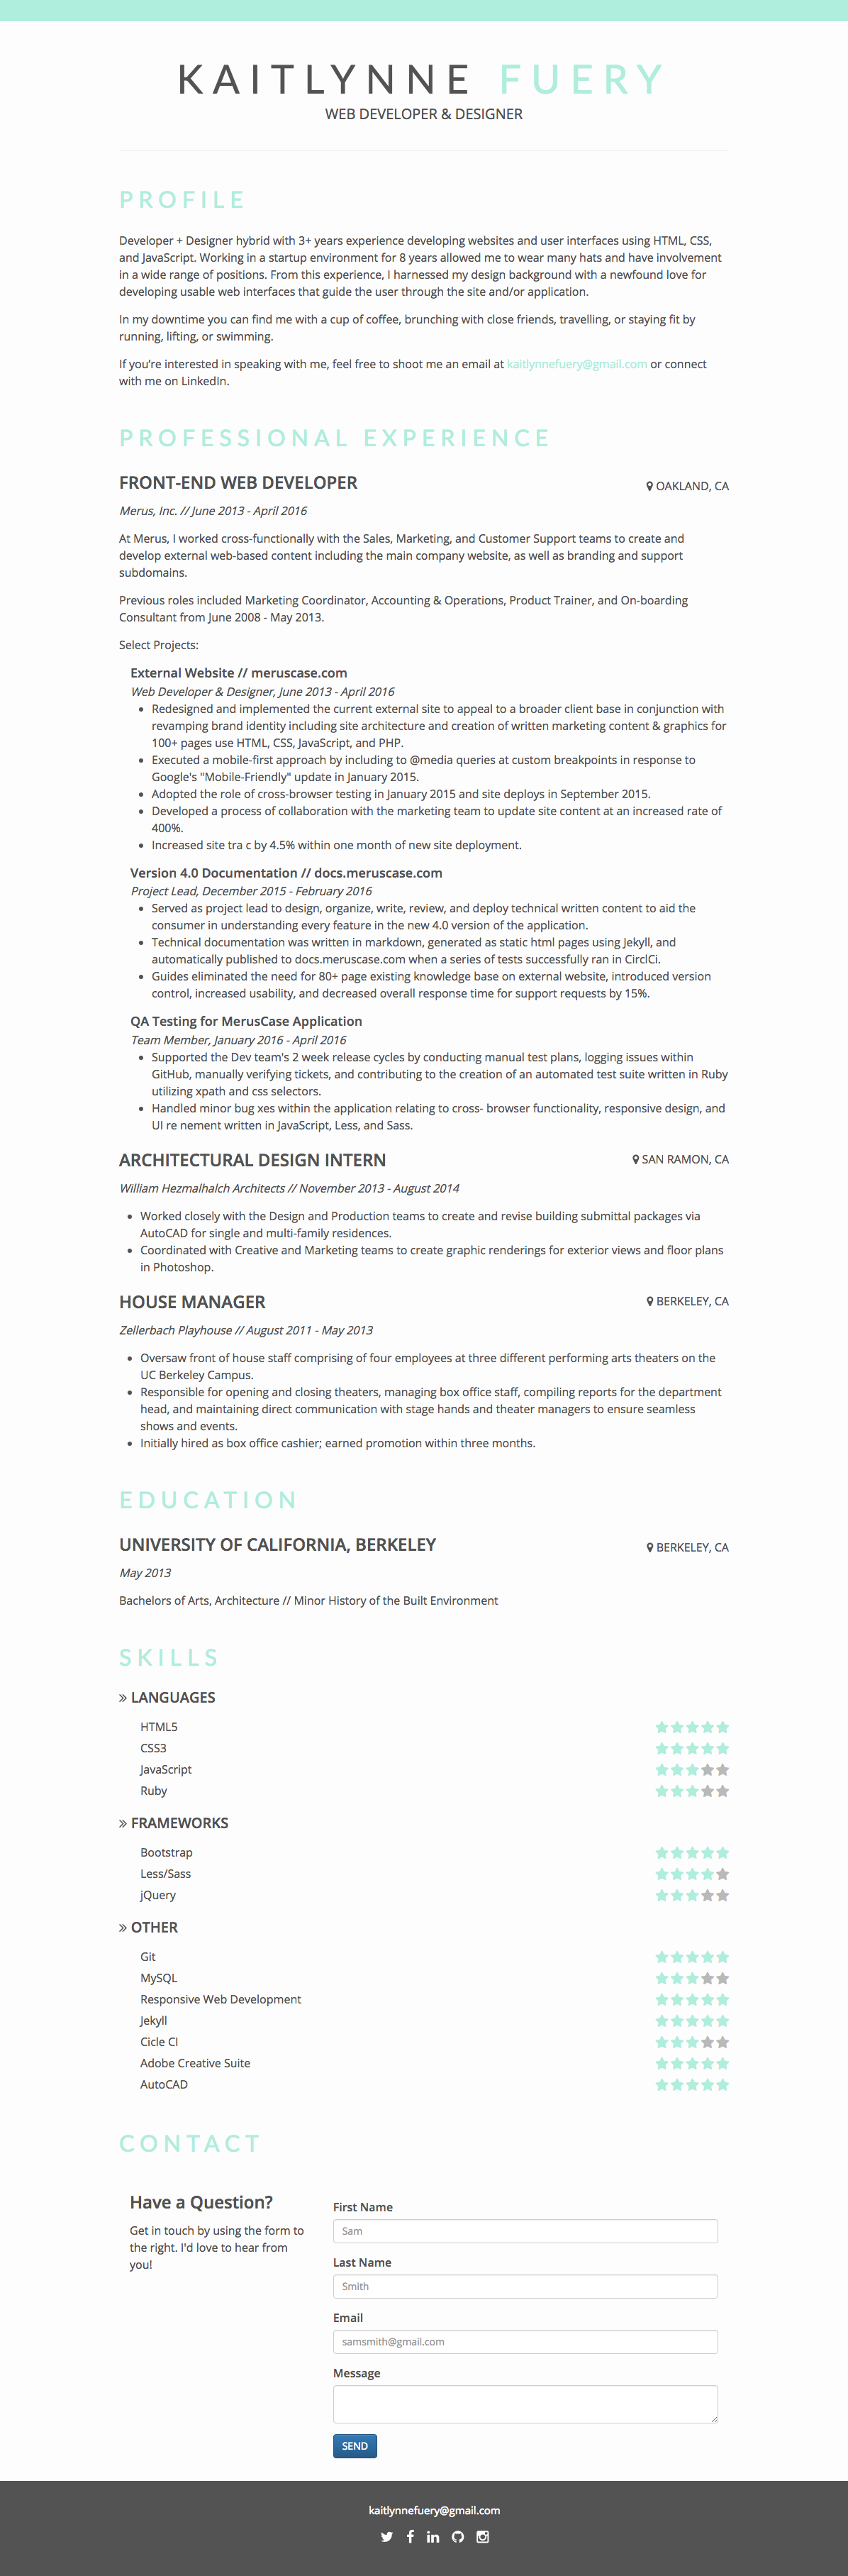 KAITLYNNE FUERY
WEB DEVELOPER & DESIGNER
PROFILE
Developer + Designer hybrid with 3+ years experience developing websites and user interfaces using HTML, CSS,
and JavaScript. Working in a startup environment for 8 years allowed me to wear many hats and have involvement
in a wide range of positions. From this experience, I harnessed my design background with a newfound love for
developing usable web interfaces that guide the user through the site and/or application.
In my downtime you can find me with a cup of coffee, brunching with close friends, travelling, or staying fit by
running, lifting, or swimming.
If you're interested in speaking with me, feel free to shoot me an email at kaitlynnefuery@gmail.com or connect
with me on LinkedIn.
PROFESSIONAL EXPERIENCE
FRONT-END WEB DEVELOPER OAKLAND, CA
Merus, Inc. // June 2013 - April 2016
At Merus, I worked cross-functionally with the Sales, Marketing, and Customer Support teams to create and
develop external web-based content including the main company website, as well as branding and support
subdomains.
Previous roles included Marketing Coordinator, Accounting & Operations, Product Trainer, and On-boarding
Consultant from June 2008 - May 2013.
Select Projects:
External Website // meruscase.com
Web Developer & Designer, June 2013 - April 2016
• Redesigned and implemented the current external site to appeal to a broader client base in conjunction with
revamping brand identity including site architecture and creation of written marketing content & graphics for
100+ pages use HTML, CSS, JavaScript, and PHP.
• Executed a mobile-first approach by including to @media queries at custom breakpoints in response to
Google's "Mobile-Friendly" update in January 2015.
• Adopted the role of cross-browser testing in January 2015 and site deploys in September 2015.
• Developed a process of collaboration with the marketing team to update site content at an increased rate of
400%.
• Increased site tra c by 4.5% within one month of new site deployment.
Version 4.0 Documentation // docs.meruscase.com
Project Lead, December 2015 - February 2016
• Served as project lead to design, organize, write, review, and deploy technical written content to aid the
consumer in understanding every feature in the new 4.0 version of the application.
• Technical documentation was written in markdown, generated as static html pages using Jekyll, and
automatically published to docs.meruscase.com when a series of tests successfully ran in CirclCi.
• Guides eliminated the need for 80+ page existing knowledge base on external website, introduced version
control, increased usability, and decreased overall response time for support requests by 15%.
QA Testing for MerusCase Application
Team Member, January 2016 - April 2016
• Supported the Dev team's 2 week release cycles by conducting manual test plans, logging issues within
GitHub, manually verifying tickets, and contributing to the creation of an automated test suite written in Ruby
utilizing xpath and css selectors.
• Handled minor bug xes within the application relating to cross- browser functionality, responsive design, and
UI re nement written in JavaScript, Less, and Sass.
ARCHITECTURAL DESIGN INTERN SAN RAMON, CA
William Hezmalhalch Architects // November 2013 - August 2014
• Worked closely with the Design and Production teams to create and revise building submittal packages via
AutoCAD for single and multi-family residences.
• Coordinated with Creative and Marketing teams to create graphic renderings for exterior views and floor plans
in Photoshop.
HOUSE MANAGER BERKELEY, CA
Zellerbach Playhouse // August 2011 - May 2013
• Oversaw front of house staff comprising of four employees at three different performing arts theaters on the
UC Berkeley Campus.
• Responsible for opening and closing theaters, managing box office staff, compiling reports for the department
head, and maintaining direct communication with stage hands and theater managers to ensure seamless
shows and events.
• Initially hired as box office cashier; earned promotion within three months.
EDUCATION
UNIVERSITY OF CALIFORNIA, BERKELEY BERKELEY, CA
May 2013
Bachelors of Arts, Architecture // Minor History of the Built Environment
SKILLS
» LANGUAGES
HTML5
CSS3
JavaScript
Ruby
» FRAMEWORKS
Bootstrap
Less/Sass
jQuery
» OTHER
Git
MySQL
Responsive Web Development
Jekyll
Cicle CI
Adobe Creative Suite
AutoCAD
CONTACT
Have a Question?
Get in touch by using the form to
the right. I'd love to hear from
you!
First Name
Sam
Last Name
Smith
Email
samsmith@gmail.com
Message
SEND
kaitlynnefuery@gmail.com